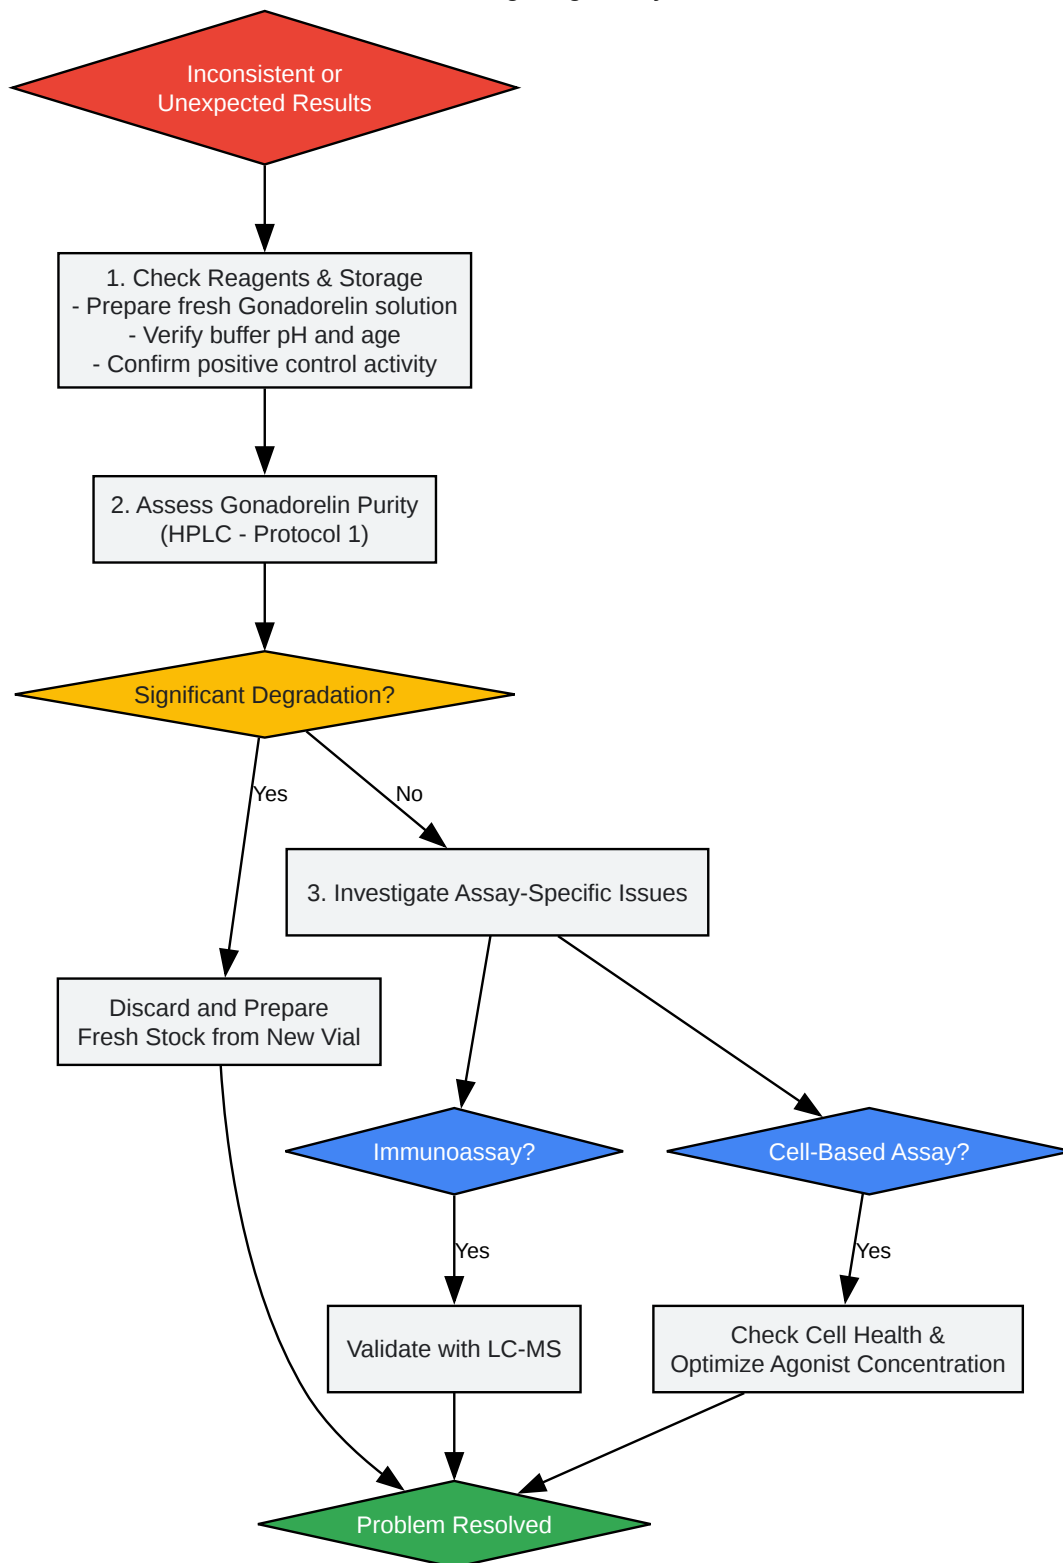 Inconsistent or
Unexpected Results
1. Check Reagents & Storage
- Prepare fresh Gonadorelin solution
- Verify buffer pH and age
- Confirm positive control activity
2. Assess Gonadorelin Purity
(HPLC - Protocol 1)
Significant Degradation?
Yes
No
3. Investigate Assay-Specific Issues
Discard and Prepare
Fresh Stock from New Vial
Immunoassay?
Cell-Based Assay?
Yes
Yes
Validate with LC-MS
Check Cell Health &
Optimize Agonist Concentration
Problem Resolved